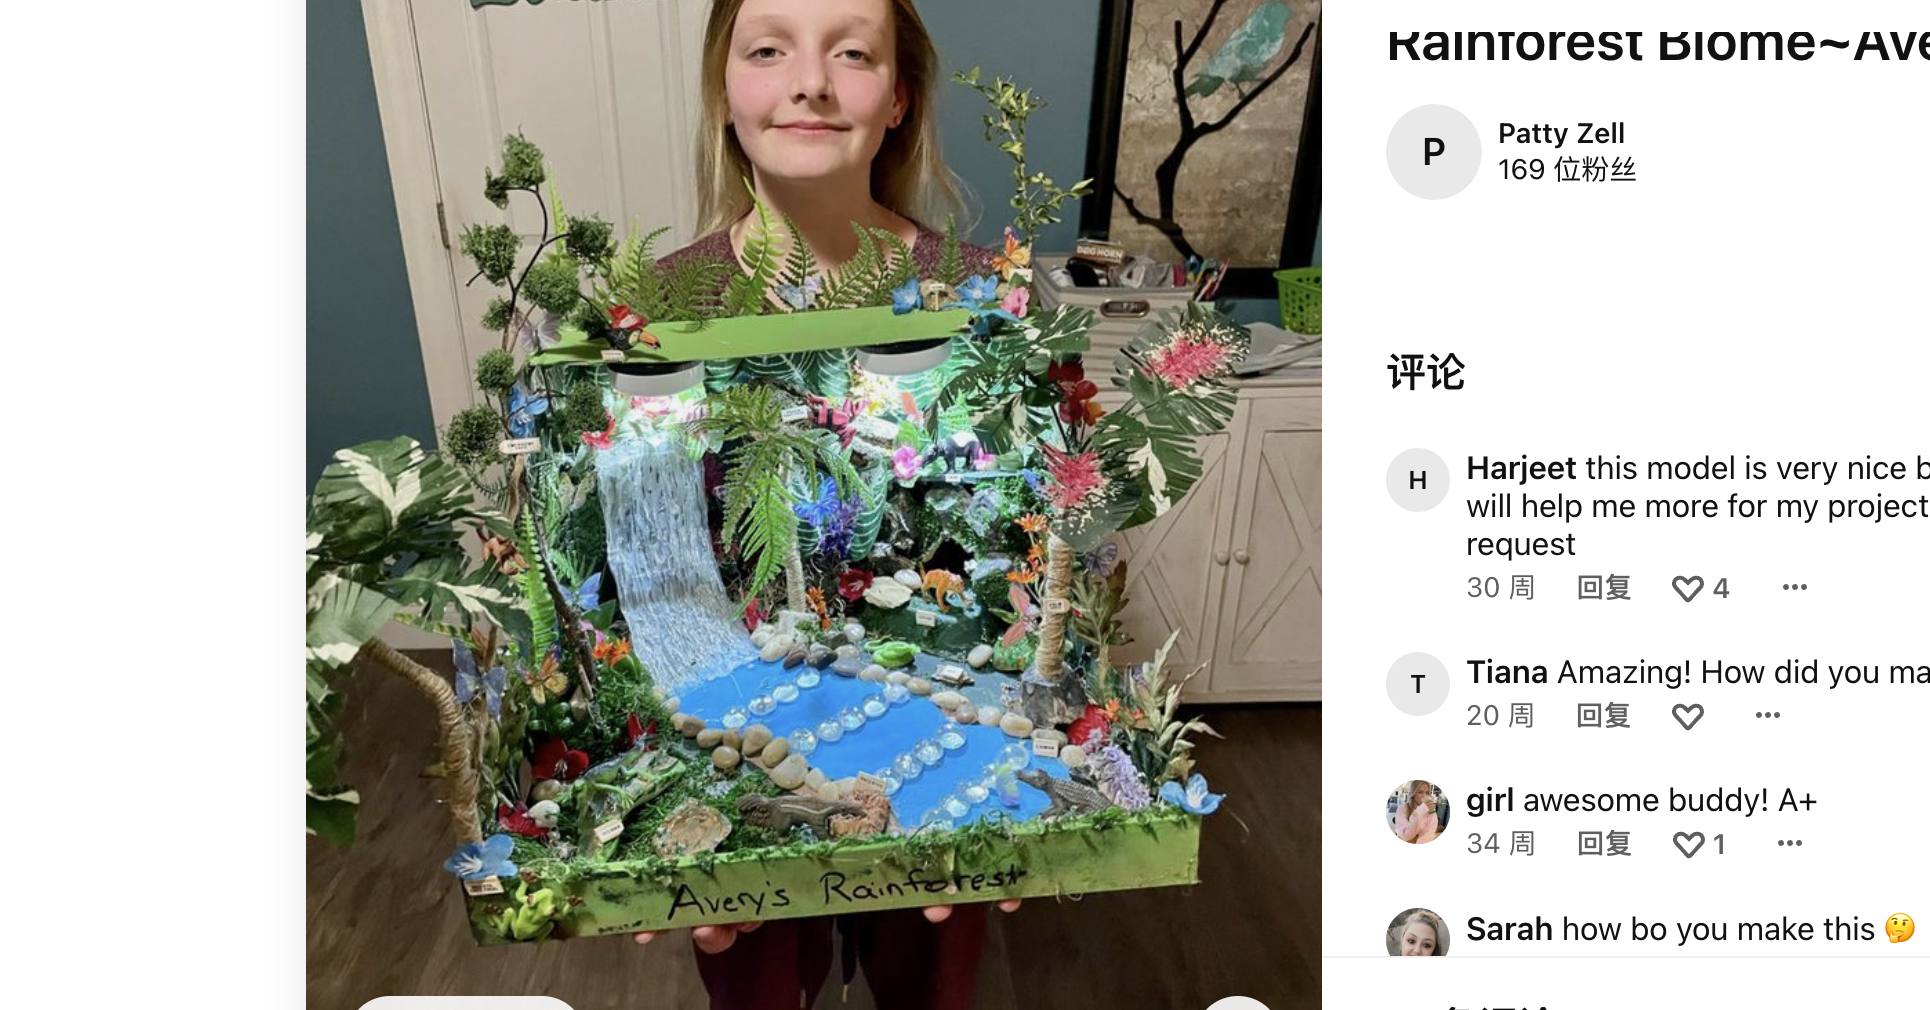 Rainforest Biome~Ave
P
Patty Zell
169 位粉丝
DOG HORN
评论
H
Harjeet this model is very nice b
will help me more for my project
request
30 周 回复 4 ...
T
Tiana Amazing! How did you ma
20 周 回复 ...
girl awesome buddy! A+
34 周 回复 1 ...
Sarah how bo you make this 🤔
Avery's Rainforest